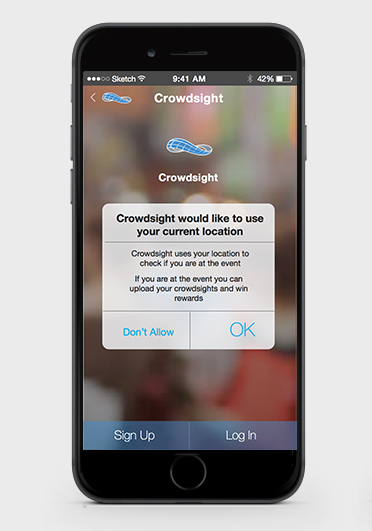 Sketch 9:41 AM 42%
Crowdsight
Crowdsight
Crowdsight would like to use
your current location
Crowdsight uses your location to
check if you are at the event
If you are at the event you can
upload your crowdsights and win
rewards
Don't Allow OK
Sign Up Log In